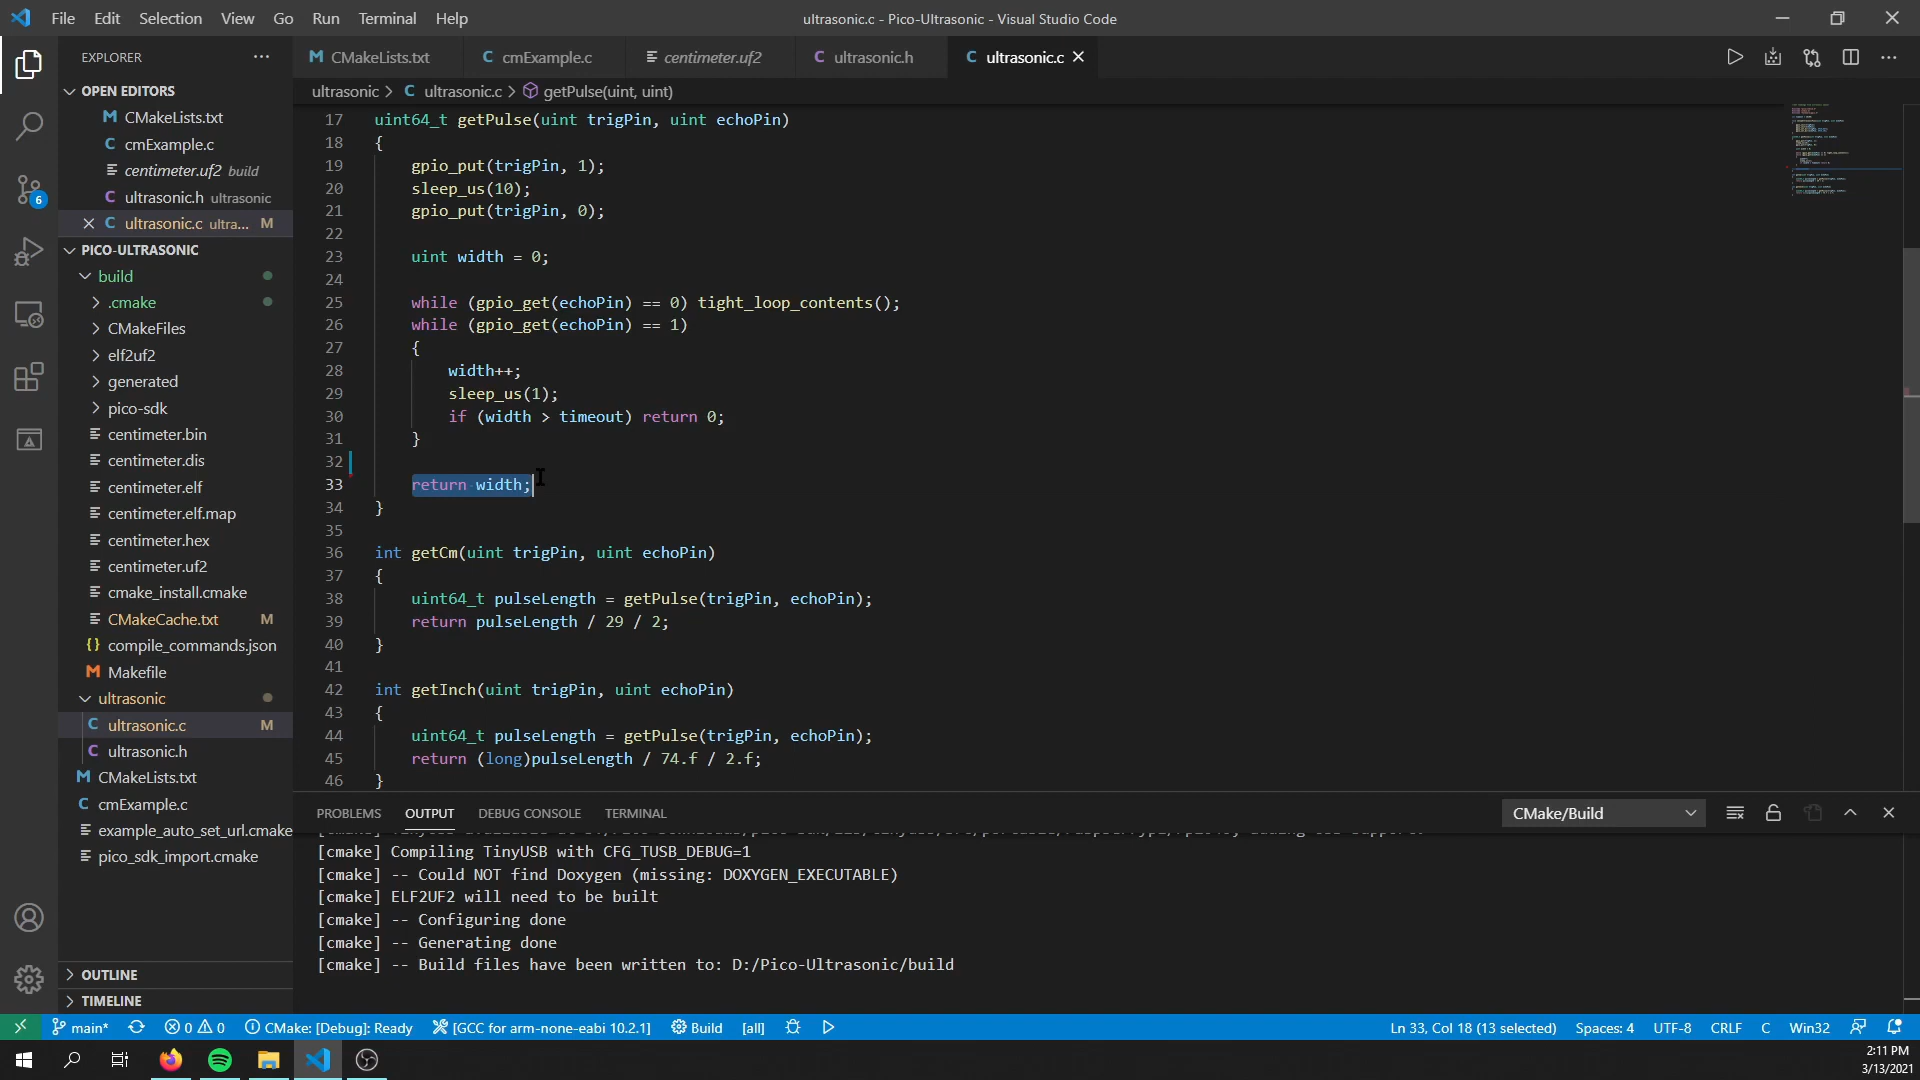 File Edit Selection View Go Run Terminal Help
ultrasonic.c - Pico-Ultrasonic - Visual Studio Code
EXPLORER
M CMakeLists.txt
C cmExample.c
centimeter.uf2
C ultrasonic.h
C ultrasonic.c
OPEN EDITORS
M CMakeLists.txt
C cmExample.c
centimeter.uf2 build
C ultrasonic.h ultrasonic
C ultrasonic.c ultra... M
6
PICO-ULTRASONIC
build
.cmake
CMakeFiles
elf2uf2
generated
pico-sdk
centimeter.bin
centimeter.dis
centimeter.elf
centimeter.elf.map
centimeter.hex
centimeter.uf2
cmake_install.cmake
CMakeCache.txt M
{} compile_commands.json
M Makefile
ultrasonic
C ultrasonic.c M
C ultrasonic.h
M CMakeLists.txt
C cmExample.c
example_auto_set_url.cmake
pico_sdk_import.cmake
OUTLINE
TIMELINE
ultrasonic > C ultrasonic.c > getPulse(uint, uint)
17 uint64_t getPulse(uint trigPin, uint echoPin)
18 {
19 gpio_put(trigPin, 1);
20 sleep_us(10);
21 gpio_put(trigPin, 0);
22
23 uint width = 0;
24
25 while (gpio_get(echoPin) == 0) tight_loop_contents();
26 while (gpio_get(echoPin) == 1)
27 {
28 width++;
29 sleep_us(1);
30 if (width > timeout) return 0;
31 }
32
33 return width;
34 }
35
36 int getCm(uint trigPin, uint echoPin)
37 {
38 uint64_t pulseLength = getPulse(trigPin, echoPin);
39 return pulseLength / 29 / 2;
40 }
41
42 int getInch(uint trigPin, uint echoPin)
43 {
44 uint64_t pulseLength = getPulse(trigPin, echoPin);
45 return (long)pulseLength / 74.f / 2.f;
46 }
PROBLEMS OUTPUT DEBUG CONSOLE TERMINAL
CMake/Build
[cmake] Compiling TinyUSB with CFG_TUSB_DEBUG=1
[cmake] -- Could NOT find Doxygen (missing: DOXYGEN_EXECUTABLE)
[cmake] ELF2UF2 will need to be built
[cmake] -- Configuring done
[cmake] -- Generating done
[cmake] -- Build files have been written to: D:/Pico-Ultrasonic/build
main* 0 0 CMake: [Debug]: Ready [GCC for arm-none-eabi 10.2.1] Build [all]
Ln 33, Col 18 (13 selected) Spaces: 4 UTF-8 CRLF C Win32
2:11 PM
3/13/2021